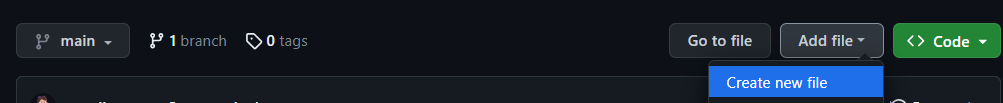 main
1 branch
0 tags
Go to file
Add file
Code
Create new file